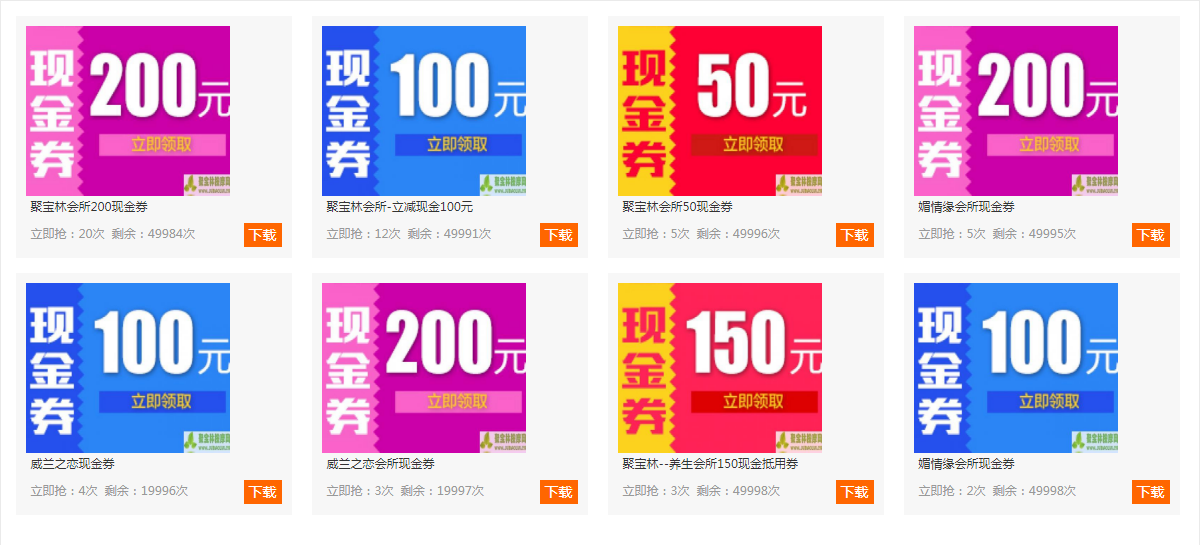 现金券
200元
立即领取
聚宝林会所200现金券
立即抢：20次 剩余：49984次
下载
现金券
100元
立即领取
聚宝林会所-立减现金100元
立即抢：12次 剩余：49991次
下载
现金券
50元
立即领取
聚宝林会所50现金券
立即抢：5次 剩余：49996次
下载
现金券
200元
立即领取
媚情缘会所现金券
立即抢：5次 剩余：49995次
下载
现金券
100元
立即领取
威兰之恋现金券
立即抢：4次 剩余：19996次
下载
现金券
200元
立即领取
威兰之恋会所现金券
立即抢：3次 剩余：19997次
下载
现金券
150元
立即领取
聚宝林--养生会所150现金抵用券
立即抢：3次 剩余：49998次
下载
现金券
100元
立即领取
媚情缘会所现金券
立即抢：2次 剩余：49998次
下载